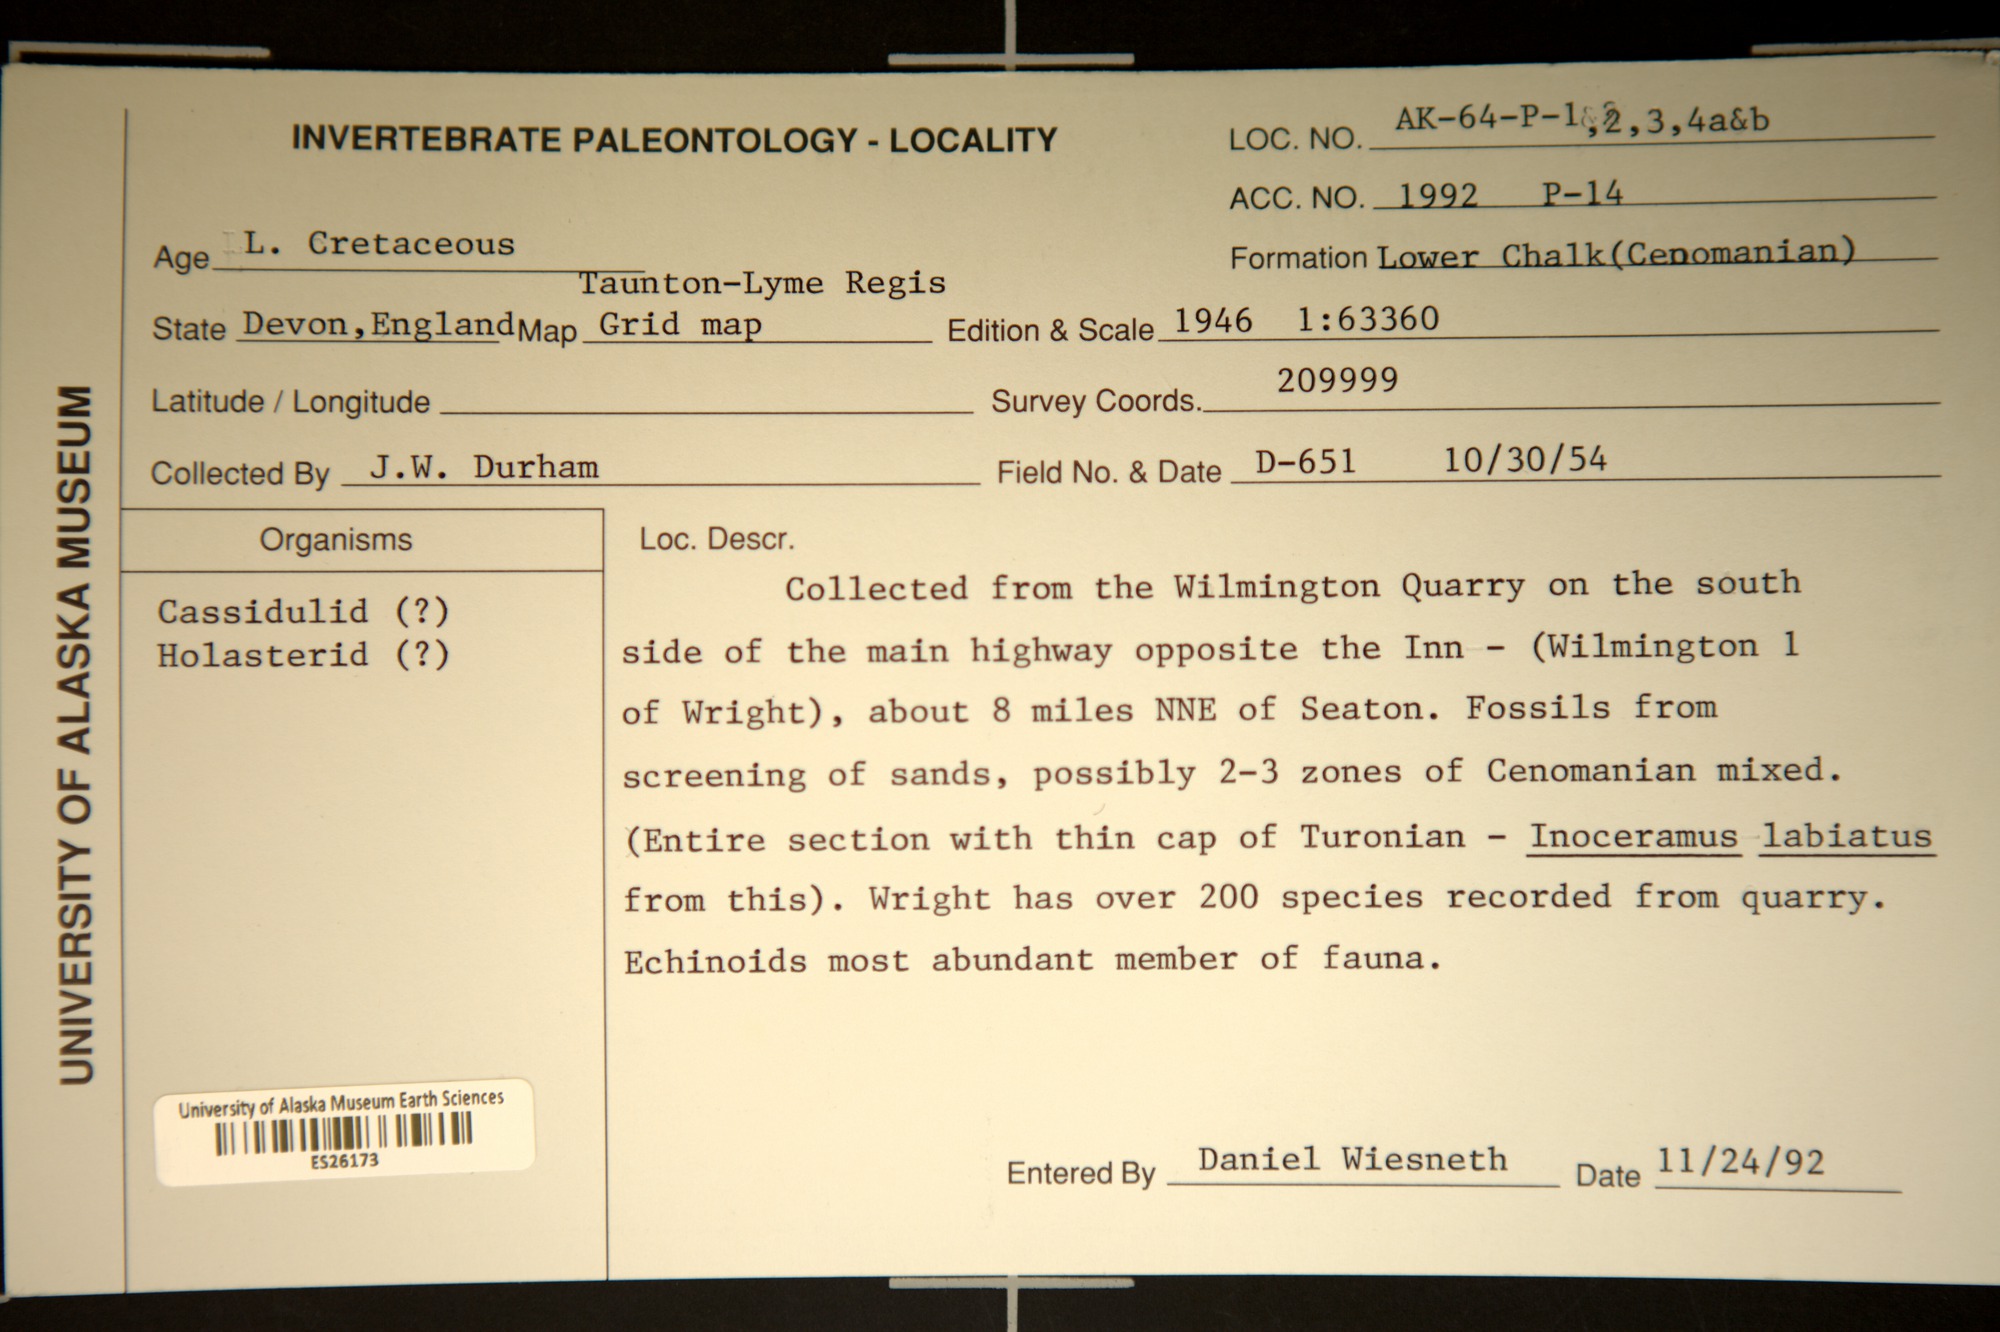 INVERTEBRATE PALEONTOLOGY - LOCALITY
LOC. NO. AK-64-P-1,2,3,4a&b
ACC. NO. 1992 P-14
Age L. Cretaceous
Formation Lower Chalk(Cenomanian)
Taunton-Lyme Regis
State Devon,England Map Grid map Edition & Scale 1946 1:63360
Latitude / Longitude Survey Coords. 209999
Collected By J.W. Durham Field No. & Date D-651 10/30/54
UNIVERSITY OF ALASKA MUSEUM
Organisms
Cassidulid (?)
Holasterid (?)
Loc. Descr.
Collected from the Wilmington Quarry on the south
side of the main highway opposite the Inn - (Wilmington 1
of Wright), about 8 miles NNE of Seaton. Fossils from
screening of sands, possibly 2-3 zones of Cenomanian mixed.
(Entire section with thin cap of Turonian - Inoceramus labiatus
from this). Wright has over 200 species recorded from quarry.
Echinoids most abundant member of fauna.
University of Alaska Museum Earth Sciences
ES26173
Entered By Daniel Wiesneth Date 11/24/92